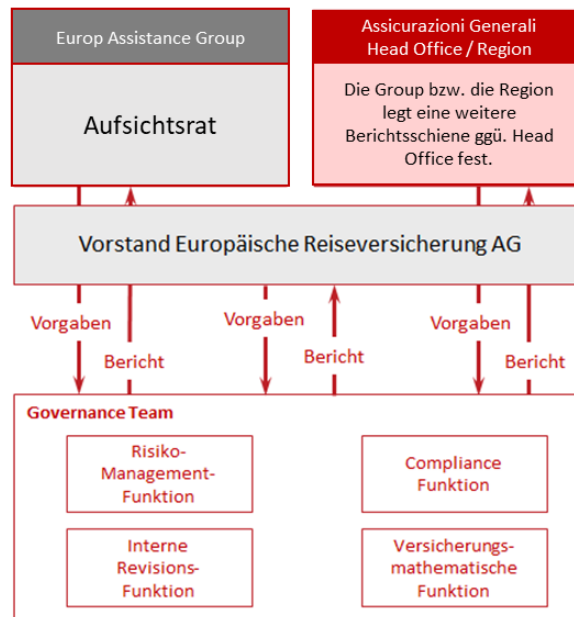 Europ Assistance Group
Aufsichtsrat
Assicurazioni Generali
Head Office / Region
Die Group bzw. die Region
legt eine weitere
Berichtsschiene ggü. Head
Office fest.
Vorstand Europäische Reiseversicherung AG
Vorgaben
Bericht
Vorgaben
Bericht
Vorgaben
Bericht
Governance Team
Risiko-
Management-
Funktion
Compliance
Funktion
Interne
Revisions-
Funktion
Versicherungs-
mathematische
Funktion